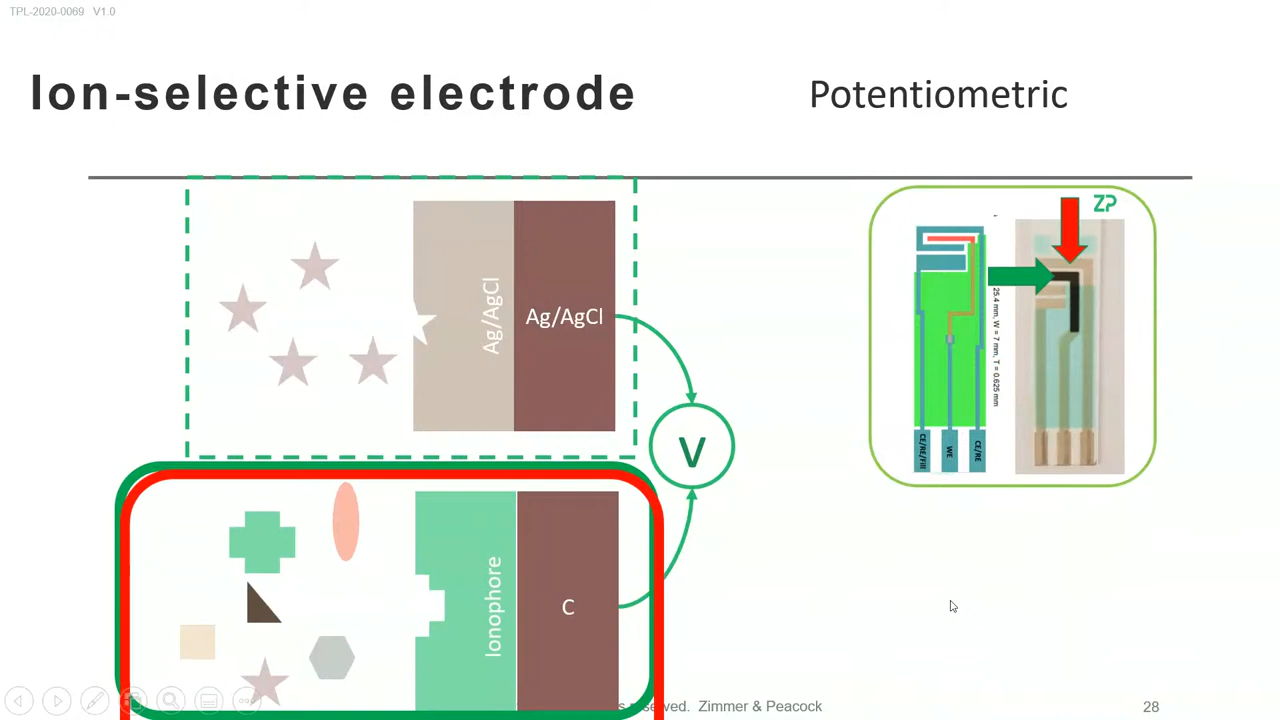 TPL-2020-0069 V1.0
Ion-selective electrode
Potentiometric
ZP
Ag/AgCl
Ag/AgCl
V
25.4 mm, W = 7 mm, T = 0.625 mm
CE/RE/Fill
WE
CE/RE
Ionophore
C
reserved. Zimmer & Peacock
28